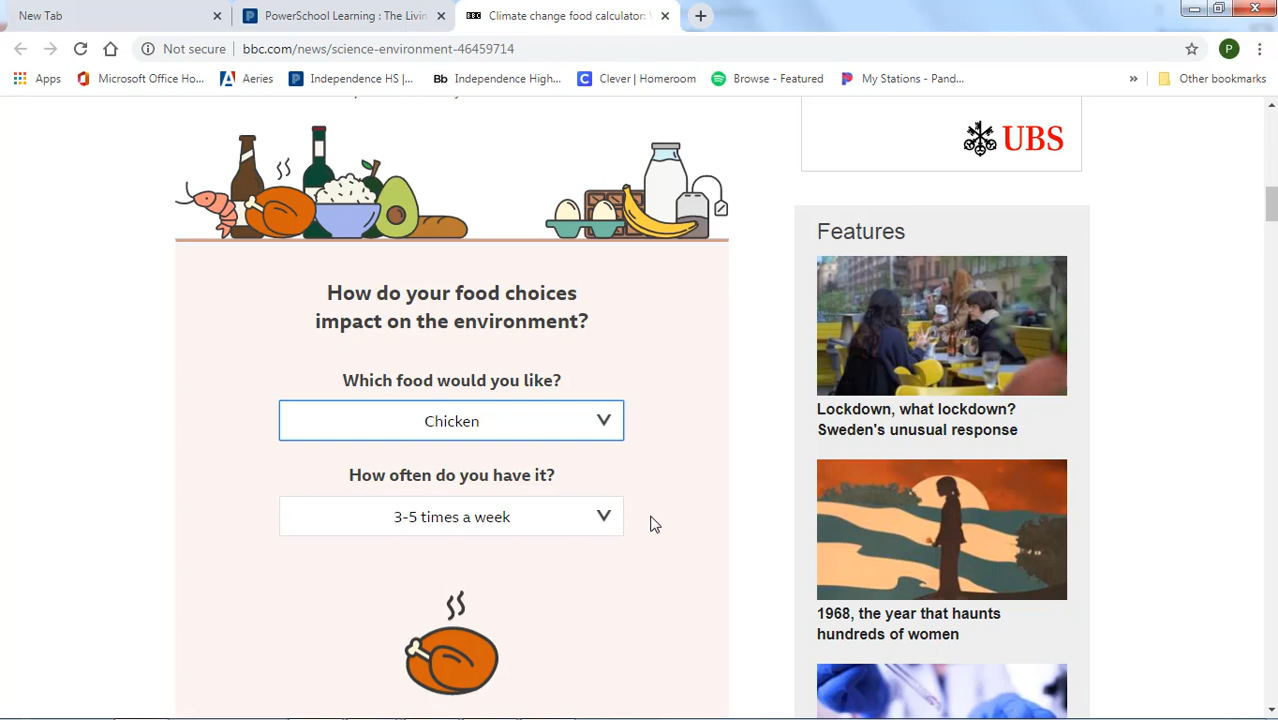 New Tab
PowerSchool Learning : The Livin
BBC
Climate change food calculator:
Not secure
bbc.com/news/science-environment-46459714
P
Apps
Microsoft Office Ho...
Aeries
Independence HS |...
Bb Independence High...
Clever | Homeroom
Browse - Featured
My Stations - Pand...
»
Other bookmarks
UBS
How do your food choices
impact on the environment?
Which food would you like?
Chicken
How often do you have it?
3-5 times a week
Features
Lockdown, what lockdown?
Sweden's unusual response
1968, the year that haunts
hundreds of women